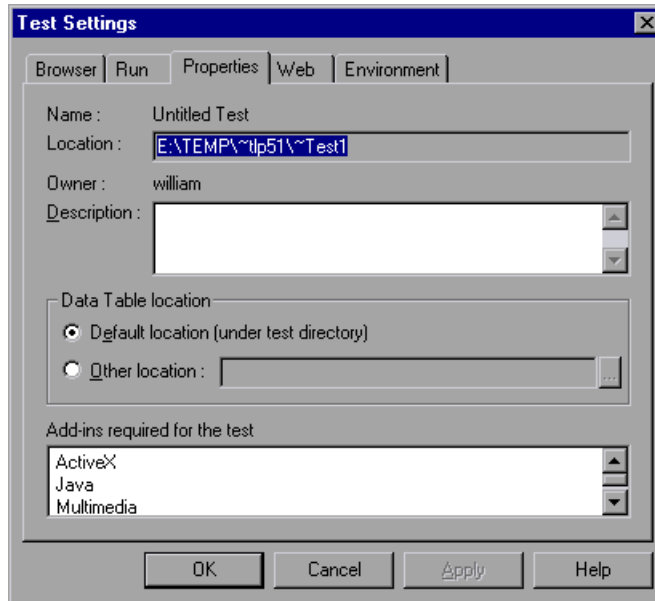 Test Settings
Browser Run Properties Web Environment
Name : Untitled Test
Location : E:\TEMP\~tlp51\~Test1
Owner : william
Description :
Data Table location
Default location (under test directory)
Other location : ...
Add-ins required for the test
ActiveX
Java
Multimedia
OK Cancel Apply Help